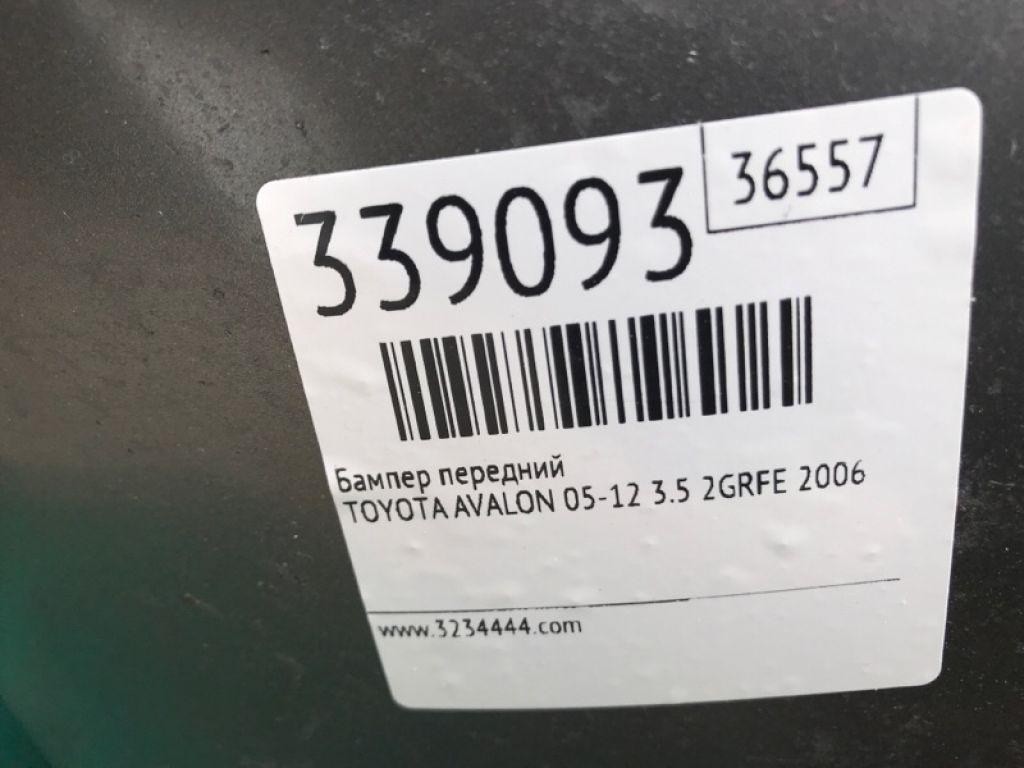 339093
36557
Бампер передний
TOYOTA AVALON 05-12 3.5 2GRFE 2006
www.3234444.com